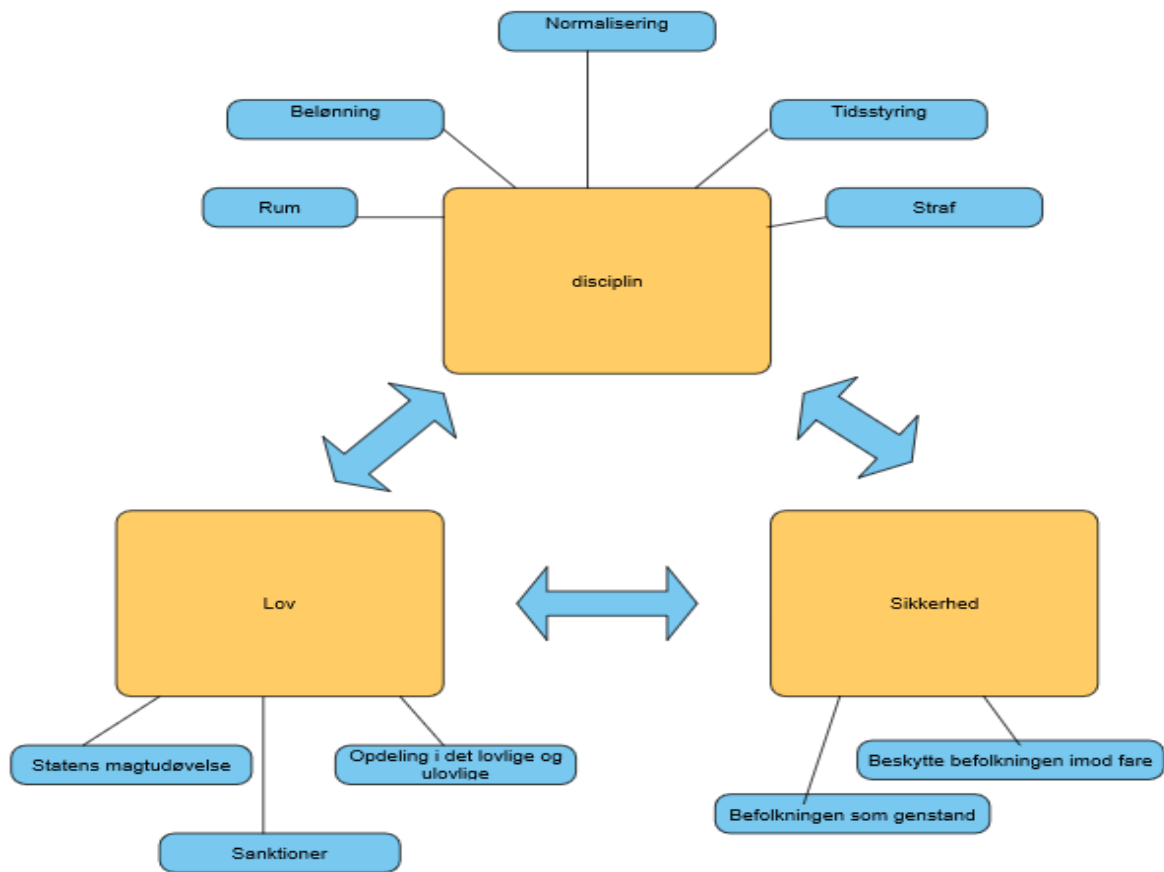 Normalisering
Belønning
Tidsstyring
Rum
Straf
disciplin
Lov
Sikkerhed
Statens magtudøvelse
Opdeling i det lovlige og
ulovlige
Beskytte befolkningen imod fare
Befolkningen som genstand
Sanktioner